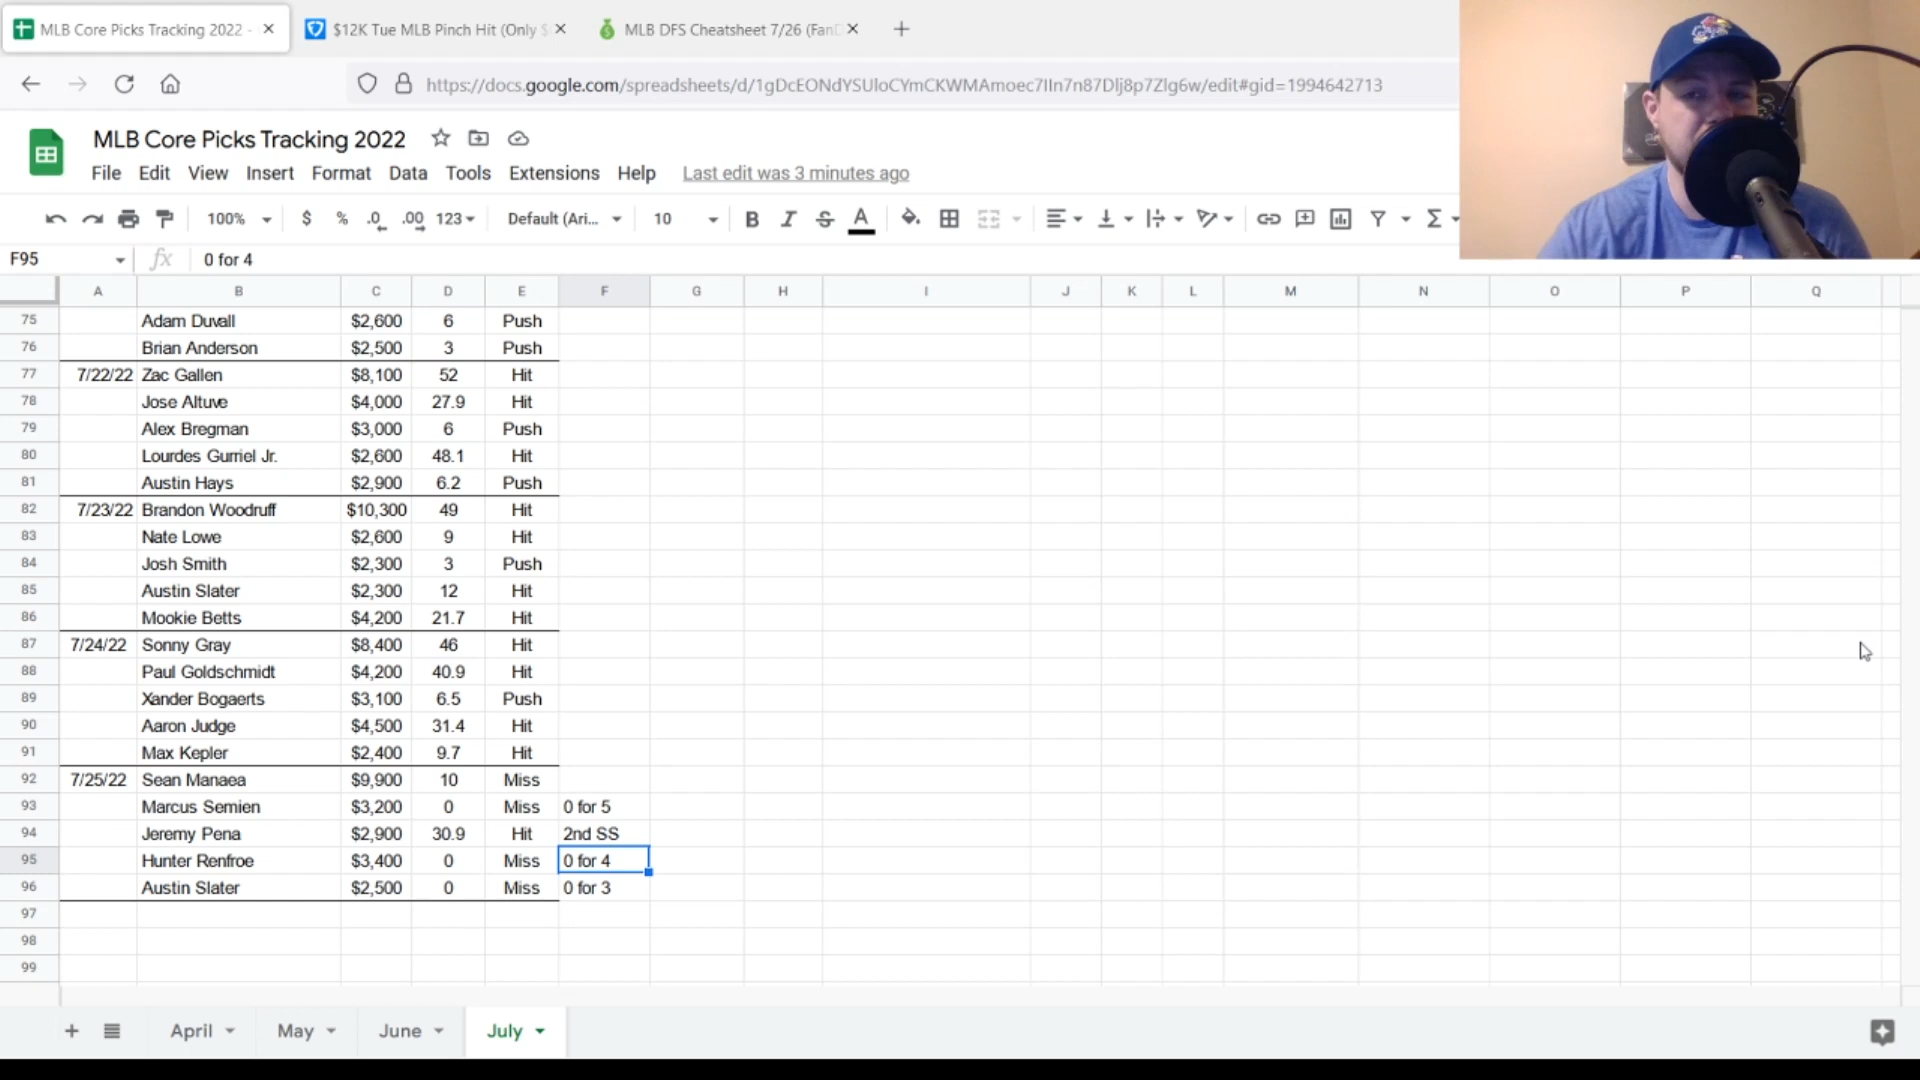 MLB Core Picks Tracking 2022 -
$12K Tue MLB Pinch Hit (Only $
MLB DFS Cheatsheet 7/26 (FanD
MLB Core Picks Tracking 2022
File Edit View Insert Format Data Tools Extensions Help Last edit was 3 minutes ago
100% $ % .0 .00 123 Default (Ari... 10 B I S A
F95 fx 0 for 4
A B C D E F G H I J K L M N O P Q
75 Adam Duvall $2,600 6 Push
76 Brian Anderson $2,500 3 Push
77 7/22/22 Zac Gallen $8,100 52 Hit
78 Jose Altuve $4,000 27.9 Hit
79 Alex Bregman $3,000 6 Push
80 Lourdes Gurriel Jr. $2,600 48.1 Hit
81 Austin Hays $2,900 6.2 Push
82 7/23/22 Brandon Woodruff $10,300 49 Hit
83 Nate Lowe $2,600 9 Hit
84 Josh Smith $2,300 3 Push
85 Austin Slater $2,300 12 Hit
86 Mookie Betts $4,200 21.7 Hit
87 7/24/22 Sonny Gray $8,400 46 Hit
88 Paul Goldschmidt $4,200 40.9 Hit
89 Xander Bogaerts $3,100 6.5 Push
90 Aaron Judge $4,500 31.4 Hit
91 Max Kepler $2,400 9.7 Hit
92 7/25/22 Sean Manaea $9,900 10 Miss
93 Marcus Semien $3,200 0 Miss 0 for 5
94 Jeremy Pena $2,900 30.9 Hit 2nd SS
95 Hunter Renfroe $3,400 0 Miss 0 for 4
96 Austin Slater $2,500 0 Miss 0 for 3
97
98
99
April May June July